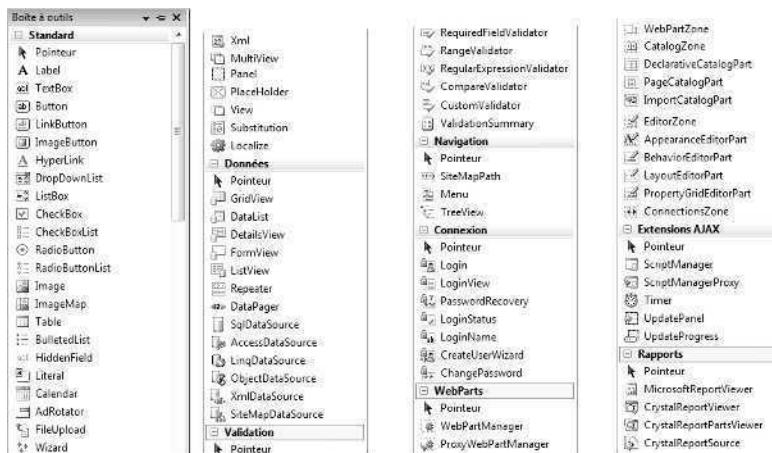 Boîte à outils
Standard
Pointeur
Label
TextBox
Button
LinkButton
ImageButton
HyperLink
DropDownList
ListBox
CheckBox
CheckBoxList
RadioButton
RadioButtonList
Image
ImageMap
Table
BulletedList
HiddenField
Literal
Calendar
AdRotator
FileUpload
Wizard
Xml
MultiView
Panel
PlaceHolder
View
Substitution
Localize
Données
Pointeur
GridView
DataList
DetailsView
FormView
ListView
Repeater
DataPager
SqlDataSource
AccessDataSource
LinqDataSource
ObjectDataSource
XmlDataSource
SiteMapDataSource
Validation
Pointeur
RequiredFieldValidator
RangeValidator
RegularExpressionValidator
CompareValidator
CustomValidator
ValidationSummary
Navigation
Pointeur
SiteMapPath
Menu
TreeView
Connexion
Pointeur
Login
LoginView
PasswordRecovery
LoginStatus
LoginName
CreateUserWizard
ChangePassword
WebParts
Pointeur
WebPartManager
ProxyWebPartManager
WebPartZone
CatalogZone
DeclarativeCatalogPart
PageCatalogPart
ImportCatalogPart
EditorZone
AppearanceEditorPart
BehaviorEditorPart
LayoutEditorPart
PropertyGridEditorPart
ConnectionsZone
Extensions AJAX
Pointeur
ScriptManager
ScriptManagerProxy
Timer
UpdatePanel
UpdateProgress
Rapports
Pointeur
MicrosoftReportViewer
CrystalReportViewer
CrystalReportPartsViewer
CrystalReportSource